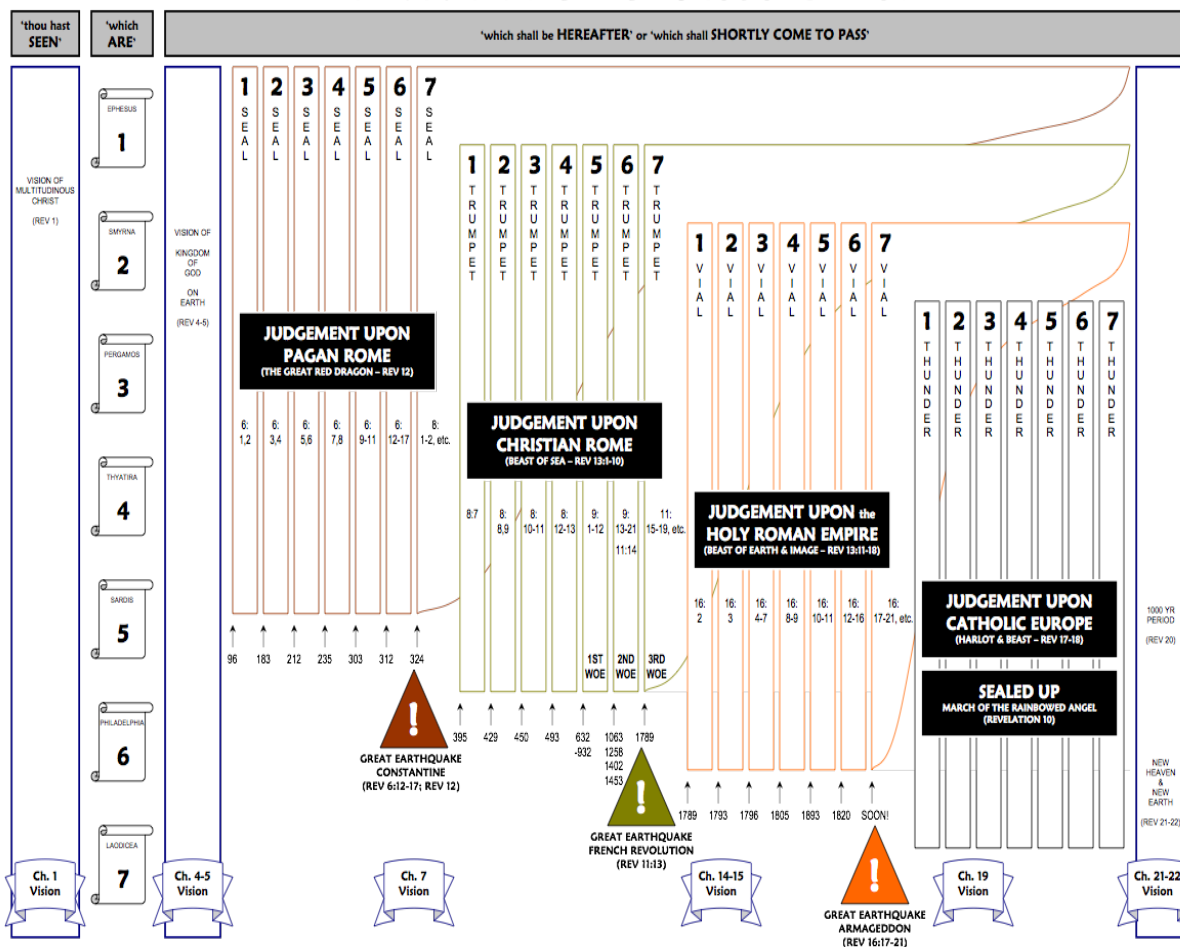 'thou hast
SEEN'
'which
ARE'
'which shall be HEREAFTER' or 'which shall SHORTLY COME TO PASS'
VISION OF
MULTITUDINOUS
CHRIST
(REV 1)
EPHESUS
1
SMYRNA
2
PERGAMOS
3
THYATIRA
4
SARDIS
5
PHILADELPHIA
6
LAODICEA
7
VISION OF
KINGDOM
OF
GOD
ON
EARTH
(REV 4-5)
1 SEAL
2 SEAL
3 SEAL
4 SEAL
5 SEAL
6 SEAL
7 SEAL
JUDGEMENT UPON
PAGAN ROME
(THE GREAT RED DRAGON – REV 12)
6:
1,2
6:
3,4
6:
5,6
6:
7,8
6:
9-11
6:
12-17
8:
1-2, etc.
96
183
212
235
303
312
324
!
GREAT EARTHQUAKE
CONSTANTINE
(REV 6:12-17; REV 12)
1 TRUMPET
2 TRUMPET
3 TRUMPET
4 TRUMPET
5 TRUMPET
6 TRUMPET
7 TRUMPET
JUDGEMENT UPON
CHRISTIAN ROME
(BEAST OF SEA – REV 13:1-10)
8:7
8:
8,9
8:
10-11
8:
12-13
9:
1-12
9:
13-21
11:14
11:
15-19, etc.
1ST
WOE
2ND
WOE
3RD
WOE
395
429
450
493
632
-932
1063
1258
1402
1453
1789
!
GREAT EARTHQUAKE
FRENCH REVOLUTION
(REV 11:13)
1 VIAL
2 VIAL
3 VIAL
4 VIAL
5 VIAL
6 VIAL
7 VIAL
JUDGEMENT UPON the
HOLY ROMAN EMPIRE
(BEAST OF EARTH & IMAGE – REV 13:11-18)
16:
2
16:
3
16:
4-7
16:
8-9
16:
10-11
16:
12-16
16:
17-21, etc.
1789
1793
1796
1805
1893
1820
SOON!
!
GREAT EARTHQUAKE
ARMAGEDDON
(REV 16:17-21)
1 THUNDER
2 THUNDER
3 THUNDER
4 THUNDER
5 THUNDER
6 THUNDER
7 THUNDER
JUDGEMENT UPON
CATHOLIC EUROPE
(HARLOT & BEAST – REV 17-18)
SEALED UP
MARCH OF THE RAINBOWED ANGEL
(REVELATION 10)
1000 YR
PERIOD
(REV 20)
NEW
HEAVEN
&
NEW
EARTH
(REV 21-22)
Ch. 1
Vision
Ch. 4-5
Vision
Ch. 7
Vision
Ch. 14-15
Vision
Ch. 19
Vision
Ch. 21-22
Vision